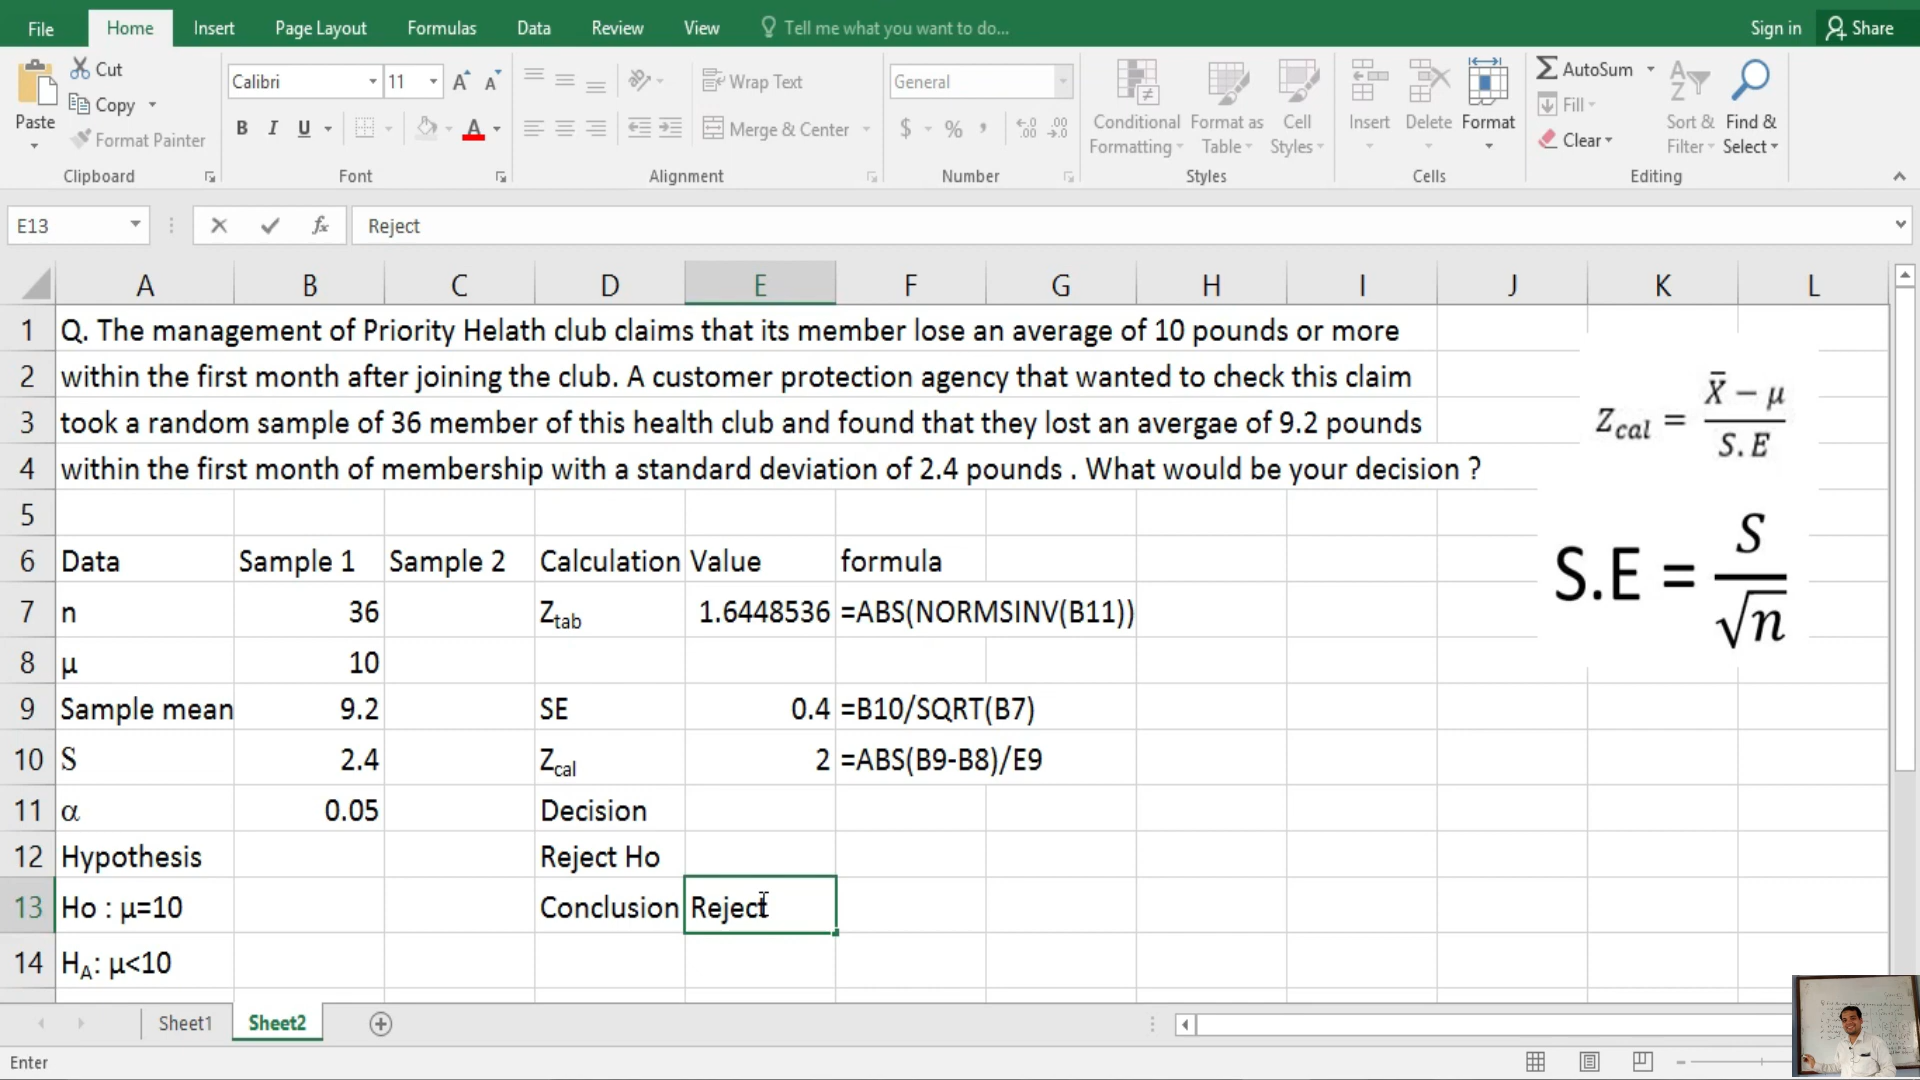 File Home Insert Page Layout Formulas Data Review View Tell me what you want to do... Sign in Share
Cut
Copy
Format Painter
Paste
Clipboard
Calibri 11 A A
B I U A
Font
Wrap Text
Merge & Center
Alignment
General
$ % ,
Number
Conditional Formatting
Format as Table
Cell Styles
Styles
Insert Delete Format
Cells
AutoSum
Fill
Clear
Sort & Filter
Find & Select
Editing
E13 fx Reject
A B C D E F G H I J K L
1 Q. The management of Priority Helath club claims that its member lose an average of 10 pounds or more
2 within the first month after joining the club. A customer protection agency that wanted to check this claim
3 took a random sample of 36 member of this health club and found that they lost an avergae of 9.2 pounds
4 within the first month of membership with a standard deviation of 2.4 pounds . What would be your decision ?
5
6 Data Sample 1 Sample 2 Calculation Value formula
7 n 36 Ztab 1.6448536 =ABS(NORMSINV(B11))
8 μ 10
9 Sample mean 9.2 SE 0.4 =B10/SQRT(B7)
10 S 2.4 Zcal 2 =ABS(B9-B8)/E9
11 α 0.05 Decision
12 Hypothesis Reject Ho
13 Ho : μ=10 Conclusion Reject
14 HA: μ<10
Zcal = X̄ − μ / S.E
S.E = S / √n
Sheet1 Sheet2
Enter